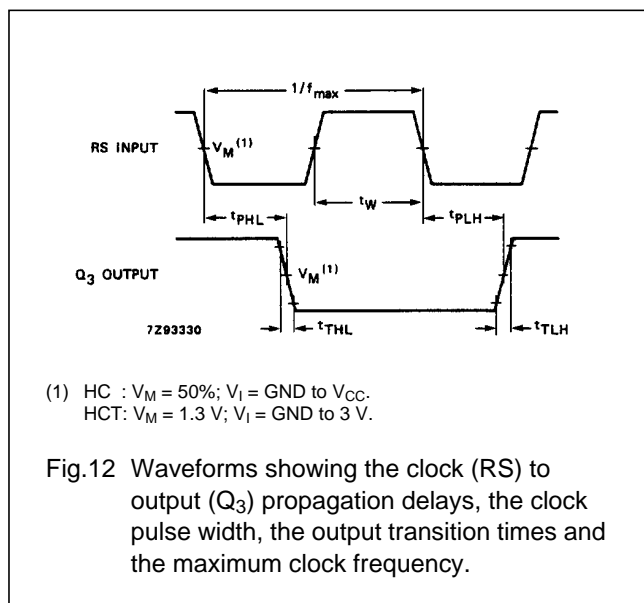 1/fmax
RS INPUT
VM(1)
tW
tPHL
tPLH
Q3 OUTPUT
VM(1)
7Z93330
tTHL
tTLH
(1) HC : VM = 50%; VI = GND to VCC.
HCT: VM = 1.3 V; VI = GND to 3 V.
Fig.12 Waveforms showing the clock (RS) to
output (Q3) propagation delays, the clock
pulse width, the output transition times and
the maximum clock frequency.